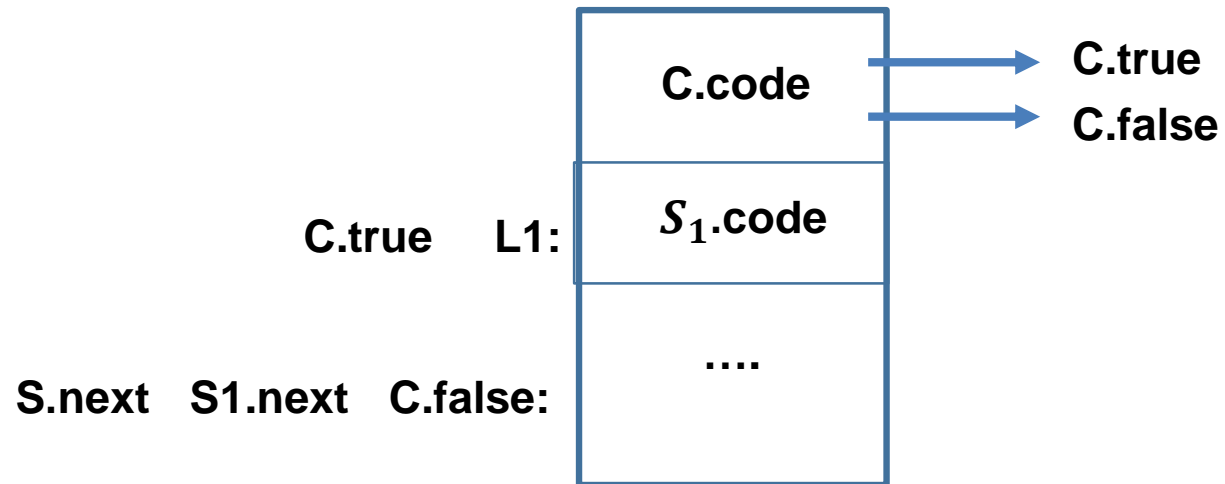 C.code
C.true
C.false
C.true L1:
S₁.code
....
S.next S1.next C.false: